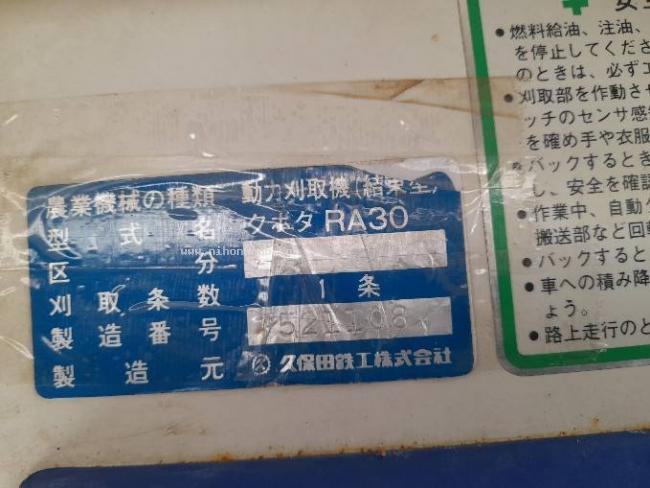 農業機械の種類 動力刈取機(結束型)
型式名 クボタ RA30
区分
刈取条数 1条
製造番号
製造元 久保田鉄工株式会社
燃料給油、注油、
を停止してくださ
のときは、必ずエ
刈取部を作動させ
ッチのセンサ感
を確め手や衣服
バックするとき
し、安全を確認
作業中、自動
搬送部など回
バックすると
車への積み降
ょう。
路上走行のと